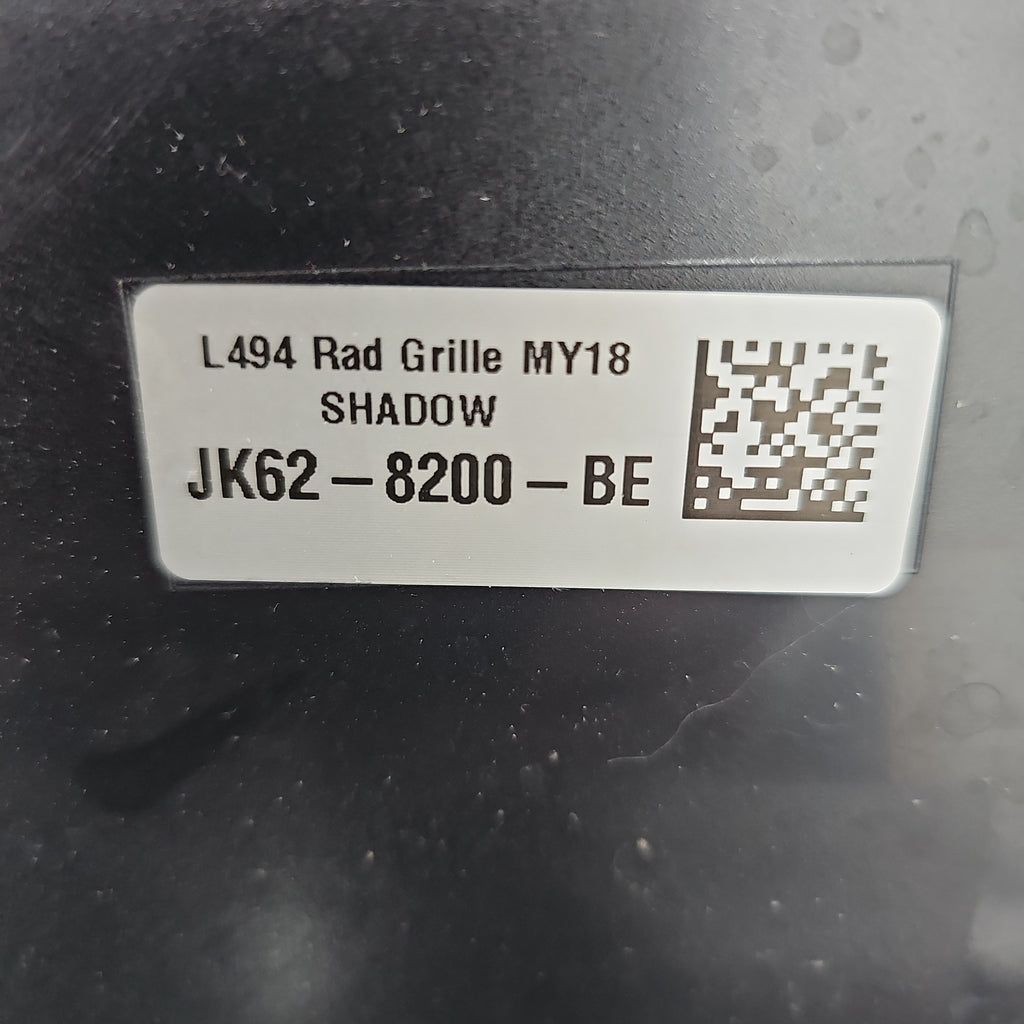 L494 Rad Grille MY18
SHADOW
JK62-8200-BE